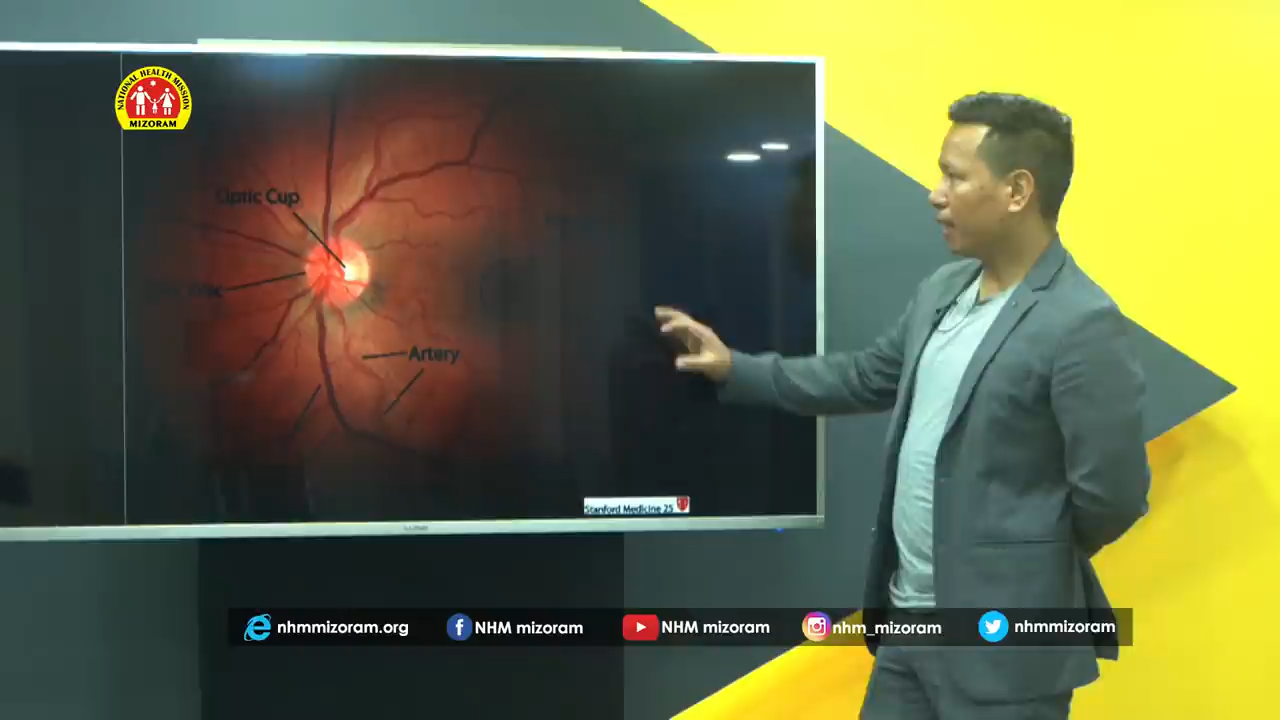 NATIONAL HEALTH MISSION
MIZORAM
Optic Cup
Artery
Stanford Medicine 25
nhmmizoram.org
NHM mizoram
NHM mizoram
nhm_mizoram
nhmmizoram